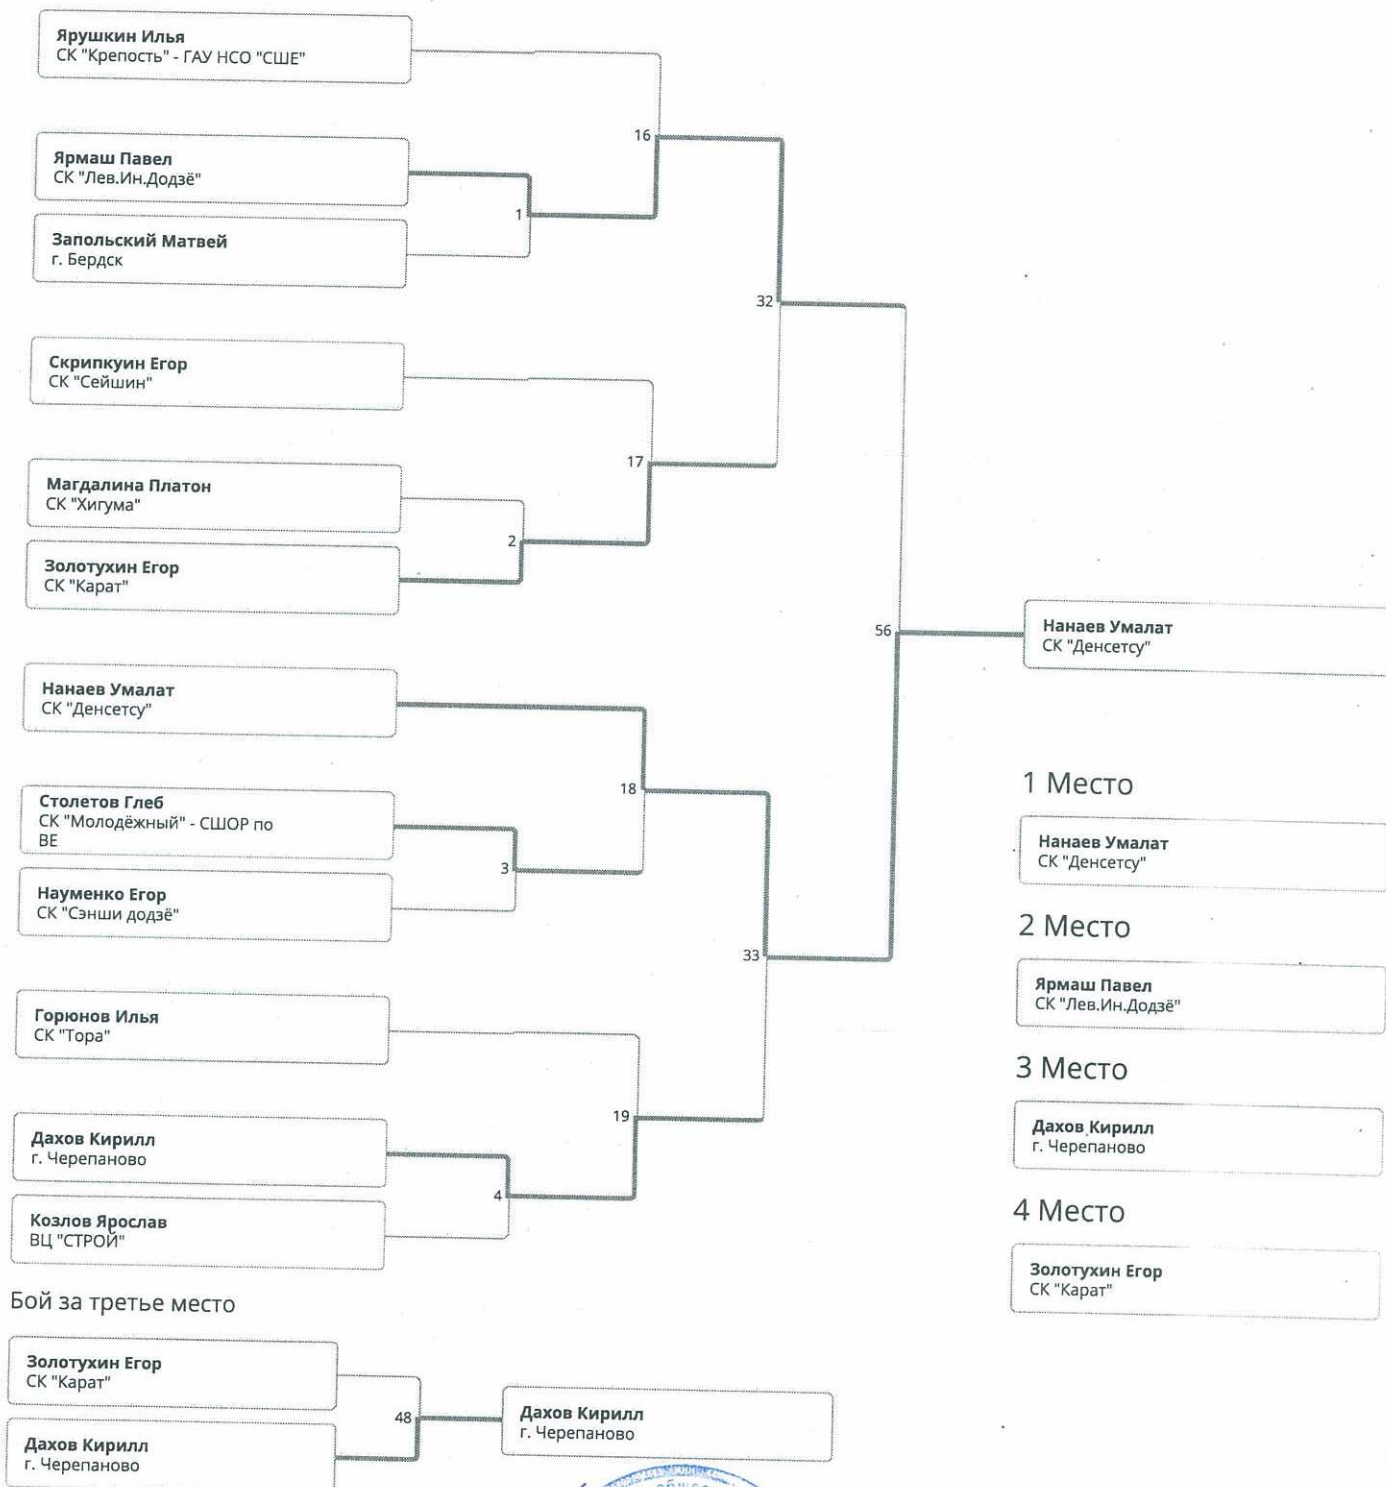 Ярушкин Илья
СК "Крепость" - ГАУ НСО "СШЕ"
16
Ярмаш Павел
СК "Лев.Ин.Додзё"
1
Запольский Матвей
г. Бердск
32
Скрипкуин Егор
СК "Сейшин"
17
Магдалина Платон
СК "Хигума"
2
Золотухин Егор
СК "Карат"
56
Нанаев Умалат
СК "Денсетсу"
Нанаев Умалат
СК "Денсетсу"
18
Столетов Глеб
СК "Молодёжный" - СШОР по
ВЕ
3
Науменко Егор
СК "Сэнши додзё"
33
Горюнов Илья
СК "Тора"
19
Дахов Кирилл
г. Черепаново
4
Козлов Ярослав
ВЦ "СТРОЙ"
1 Место
Нанаев Умалат
СК "Денсетсу"
2 Место
Ярмаш Павел
СК "Лев.Ин.Додзё"
3 Место
Дахов Кирилл
г. Черепаново
4 Место
Золотухин Егор
СК "Карат"
Бой за третье место
Золотухин Егор
СК "Карат"
48
Дахов Кирилл
г. Черепаново
Дахов Кирилл
г. Черепаново